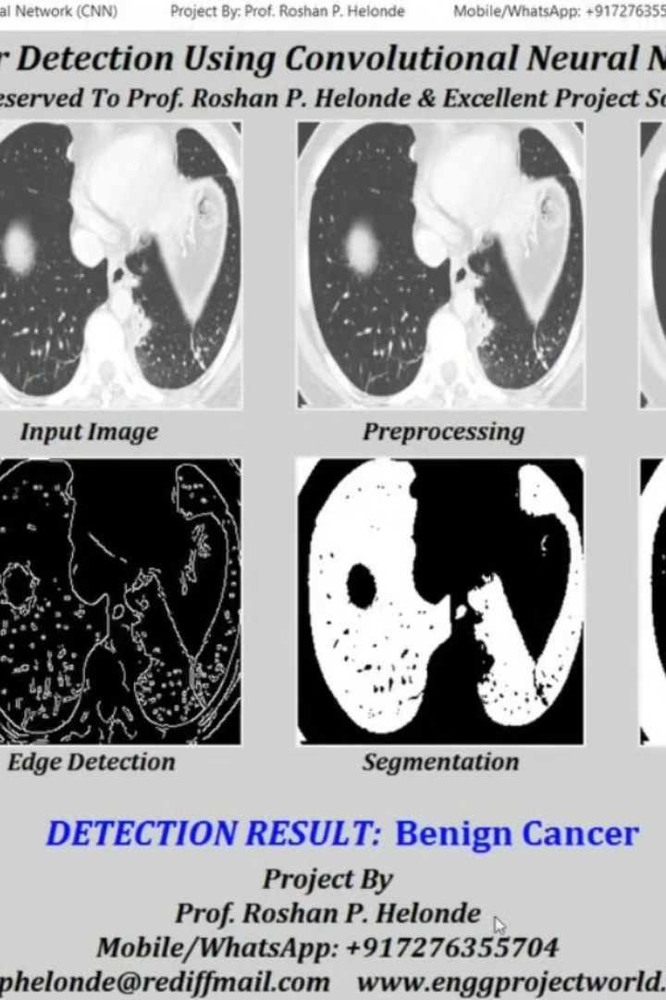 al Network (CNN) Project By: Prof. Roshan P. Helonde Mobile/WhatsApp: +917276355
r Detection Using Convolutional Neural N
eserved To Prof. Roshan P. Helonde & Excellent Project So
Input Image Preprocessing
Edge Detection Segmentation
DETECTION RESULT: Benign Cancer
Project By
Prof. Roshan P. Helonde
Mobile/WhatsApp: +917276355704
phelonde@rediffmail.com www.enggprojectworld.